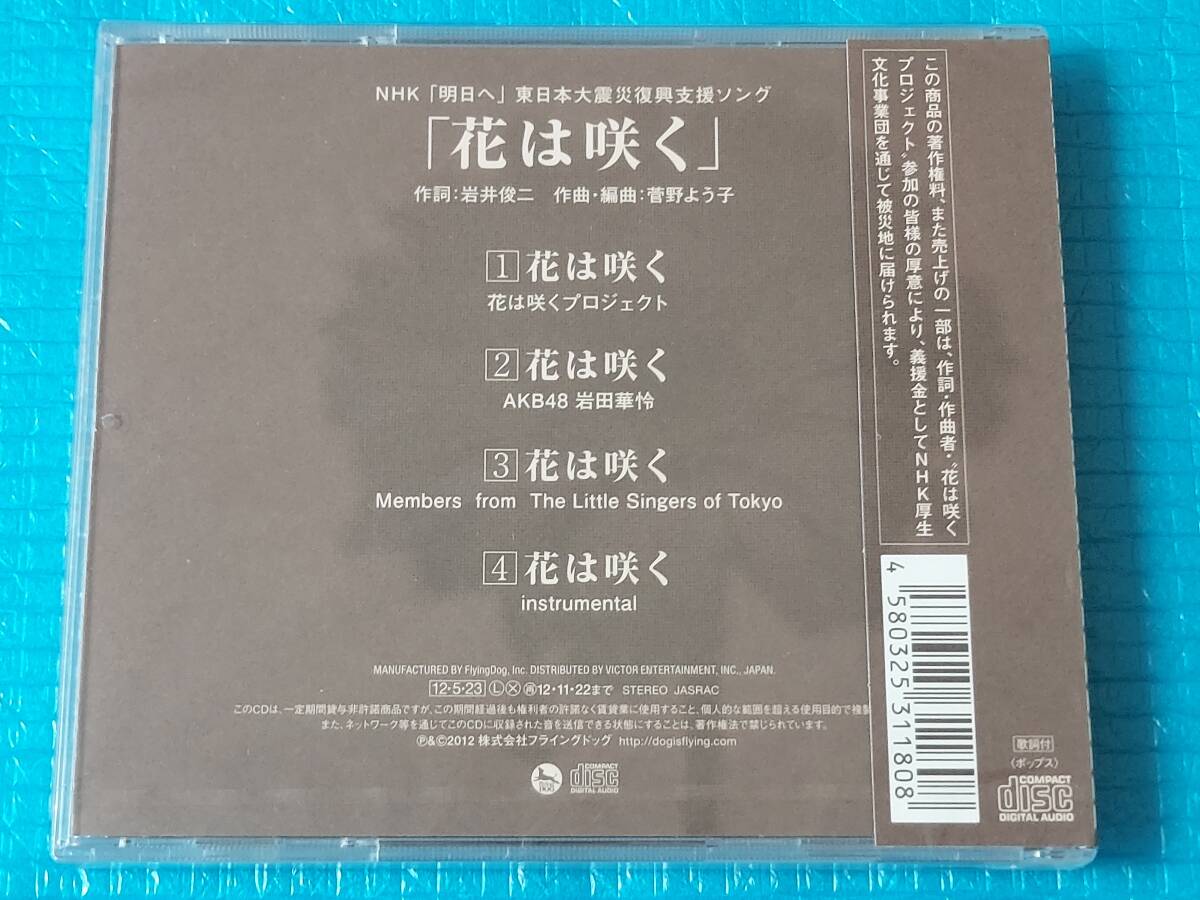 NHK「明日へ」東日本大震災復興支援ソング
「花は咲く」
作詞：岩井俊二　作曲・編曲：菅野よう子
1 花は咲く
花は咲くプロジェクト
2 花は咲く
AKB48 岩田華怜
3 花は咲く
Members from The Little Singers of Tokyo
4 花は咲く
instrumental
MANUFACTURED BY FlyingDog, Inc. DISTRIBUTED BY VICTOR ENTERTAINMENT, INC., JAPAN.
12・5・23 Ⓛ Ⓧ 再 12・11・22まで STEREO JASRAC
このCDは、一定期間貸与非許諾商品ですが、この期間経過後も権利者の許諾なく賃貸業に使用すること、個人的な範囲を超える使用目的で複製
また、ネットワーク等を通じてこのCDに収録された音を送信できる状態にすることは、著作権法で禁じられています。
Ⓟ&©2012 株式会社フライングドッグ http://dogisflying.com
COMPACT
disc
DIGITAL AUDIO
この商品の著作権料、また売上げの一部は、作詞・作曲者・“花は咲く
プロジェクト”参加の皆様の厚意により、義援金としてNHK厚生
文化事業団を通じて被災地に届けられます。
4 580325 311808
歌詞付
〈ポップス〉
COMPACT
disc
DIGITAL AUDIO